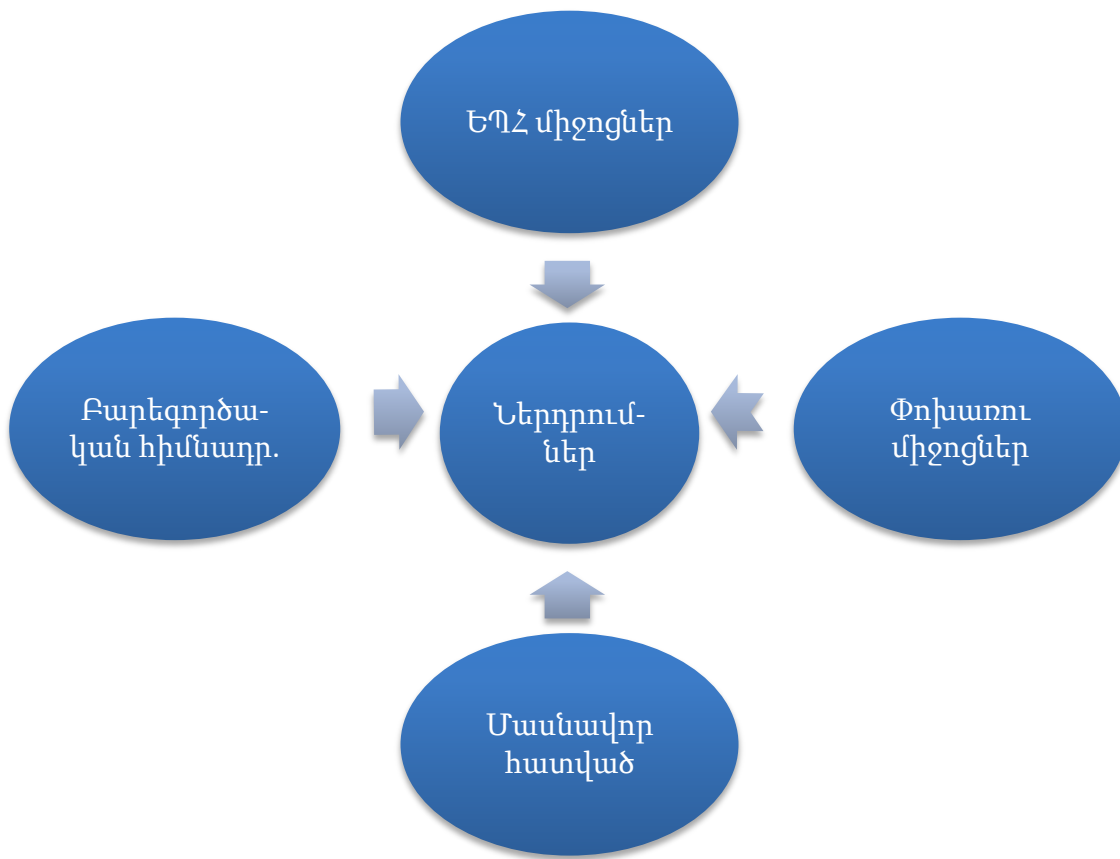 ԵՊՀ միջոցներ
Բարեգործա-
կան հիմնադր.
Ներդրում-
ներ
Փոխառու
միջոցներ
Մասնավոր
հատված